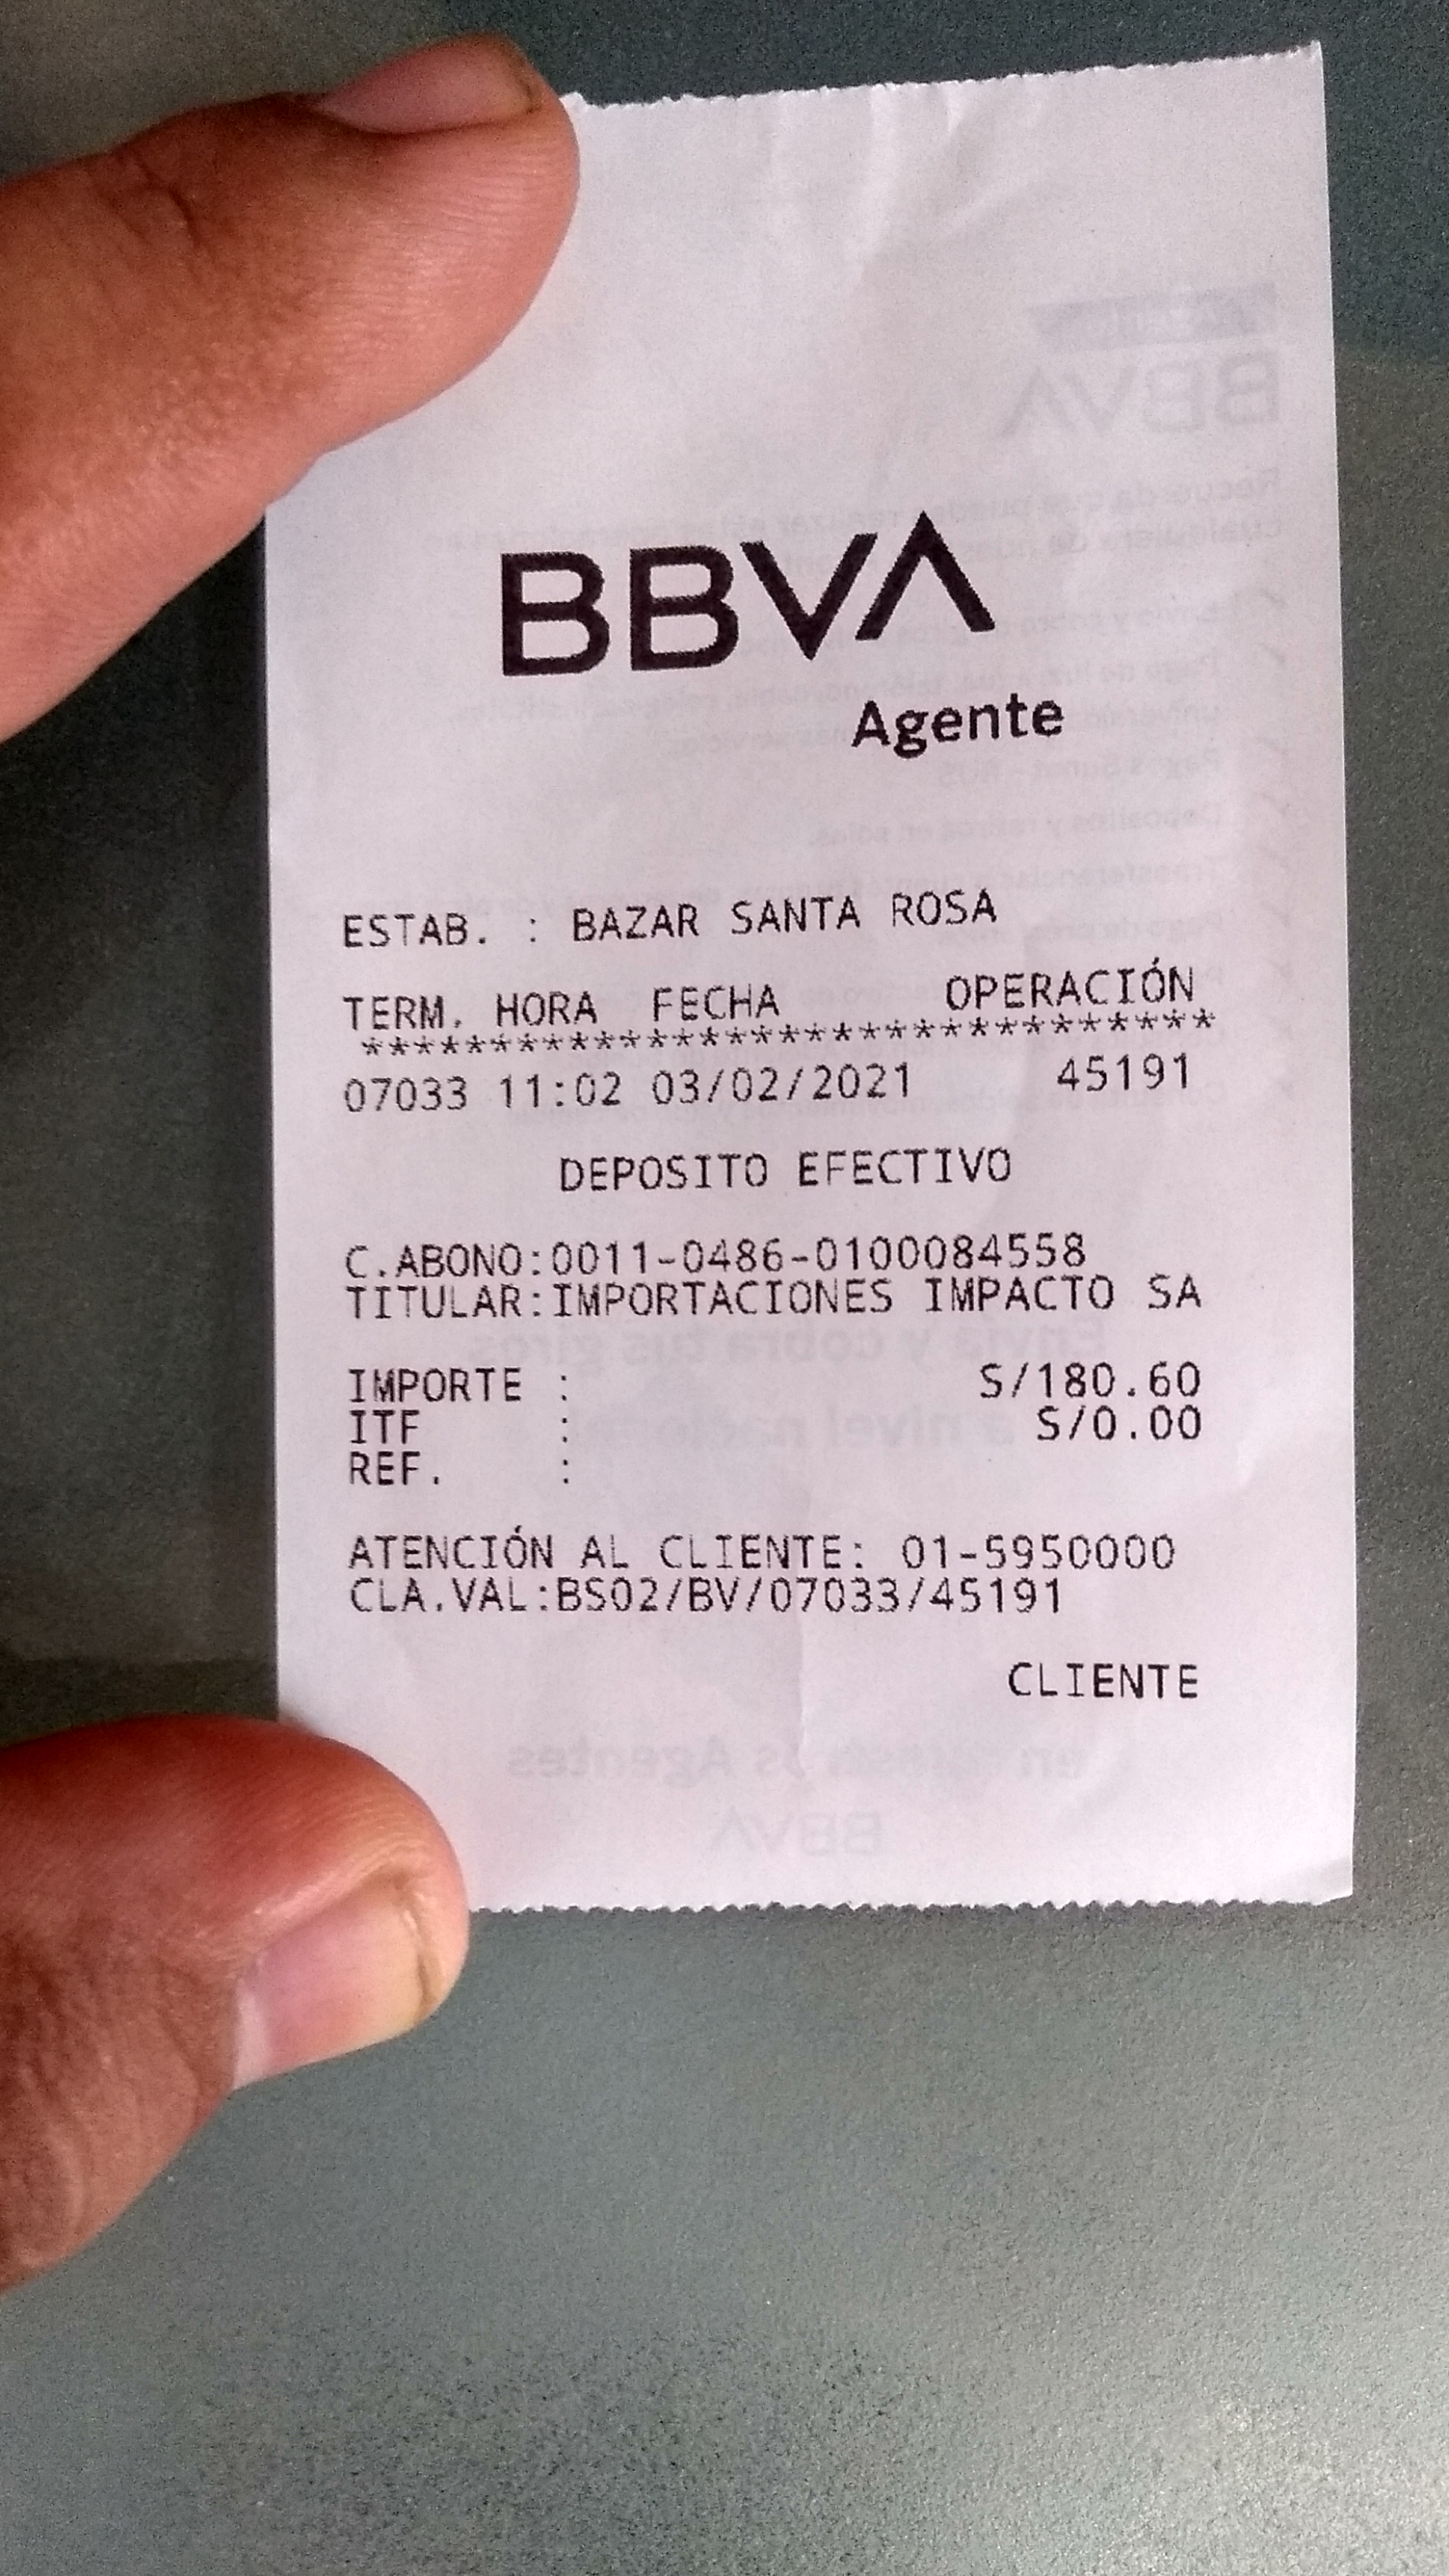 BBVA
Agente
ESTAB. : BAZAR SANTA ROSA
TERM. HORA FECHA OPERACIÓN
*********************************
07033 11:02 03/02/2021 45191
DEPOSITO EFECTIVO
C.ABONO:0011-0486-0100084558
TITULAR:IMPORTACIONES IMPACTO SA
IMPORTE : S/180.60
ITF : S/0.00
REF. :
ATENCIÓN AL CLIENTE: 01-5950000
CLA.VAL:BS02/BV/07033/45191
CLIENTE